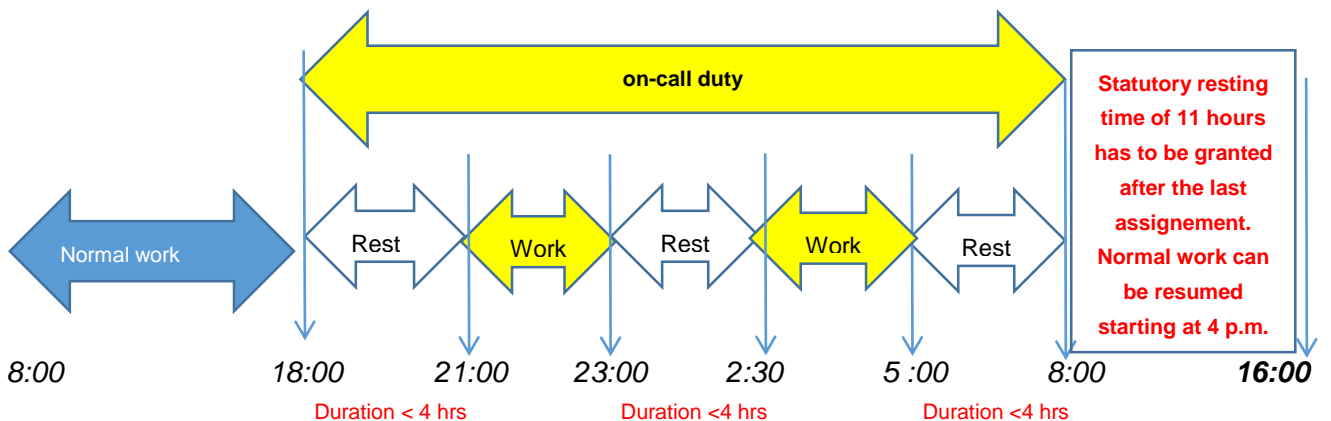 on-call duty
Statutory resting
time of 11 hours
has to be granted
after the last
assignement.
Normal work can
be resumed
starting at 4 p.m.
Normal work
Rest
Work
Rest
Work
Rest
8:00
18:00
21:00
23:00
2:30
5 :00
8:00
16:00
Duration < 4 hrs
Duration <4 hrs
Duration <4 hrs